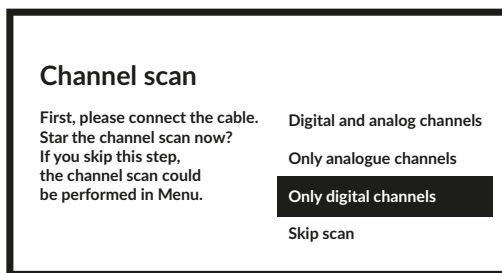 Channel scan
First, please connect the cable.
Star the channel scan now?
If you skip this step,
the channel scan could
be performed in Menu.
Digital and analog channels
Only analogue channels
Only digital channels
Skip scan